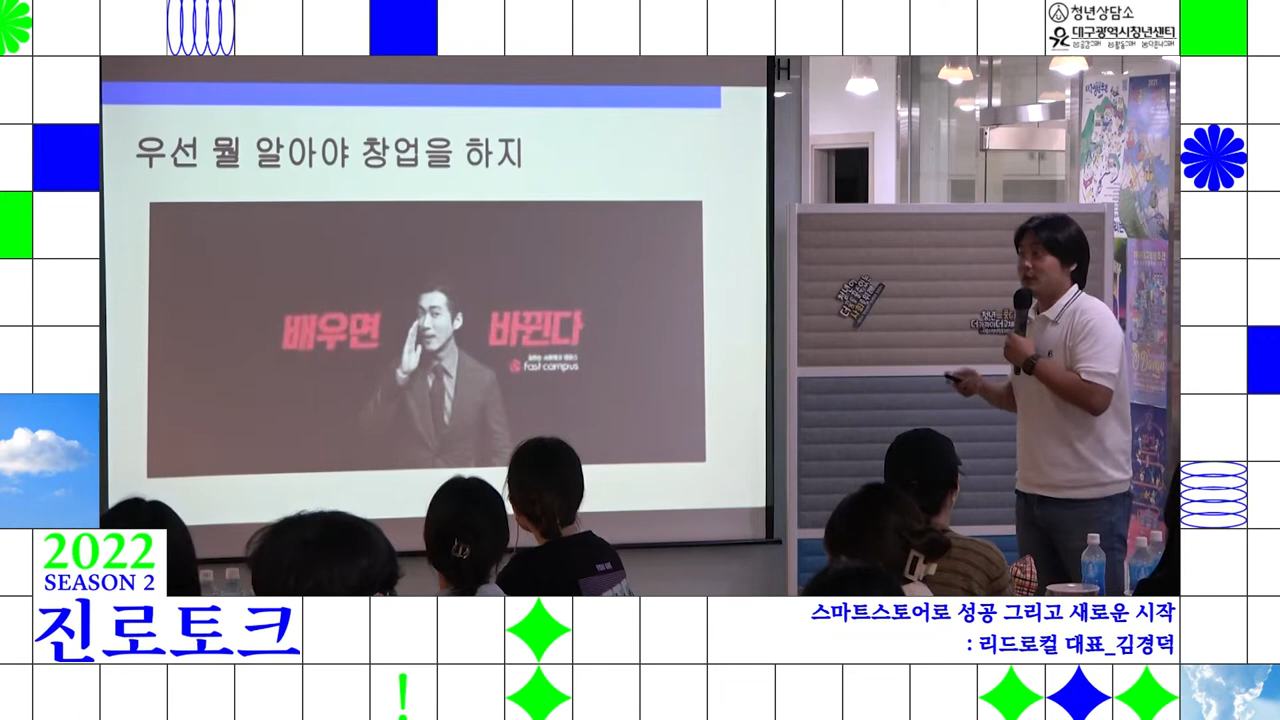 청년상담소
대구광역시청년센터
우선 뭘 알아야 창업을 하지
배우면 바뀐다
fast campus
2022
SEASON 2
진로토크
스마트스토어로 성공 그리고 새로운 시작
: 리드로컬 대표_김경덕
!